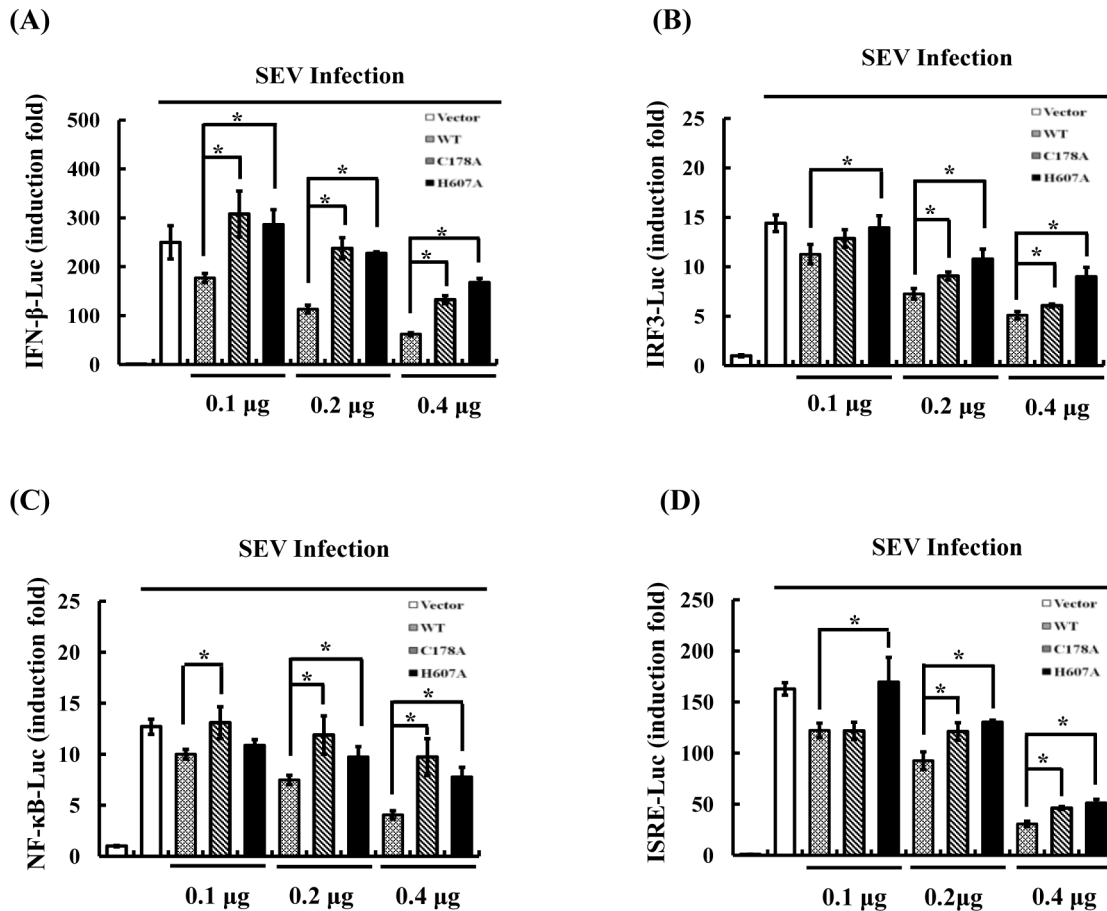 (A)
SEV Infection
IFN-β-Luc (induction fold)
500
400
300
200
100
0
Vector
WT
C178A
H607A
*
*
*
*
*
*
0.1 μg
0.2 μg
0.4 μg
(B)
SEV Infection
IRF3-Luc (induction fold)
25
20
15
10
5
0
Vector
WT
C178A
H607A
*
*
*
*
*
0.1 μg
0.2 μg
0.4 μg
(C)
SEV Infection
NF-κB-Luc (induction fold)
25
20
15
10
5
0
Vector
WT
C178A
H607A
*
*
*
*
*
0.1 μg
0.2 μg
0.4 μg
(D)
SEV Infection
ISRE-Luc (induction fold)
250
200
150
100
50
0
Vector
WT
C178A
H607A
*
*
*
*
*
0.1 μg
0.2μg
0.4 μg